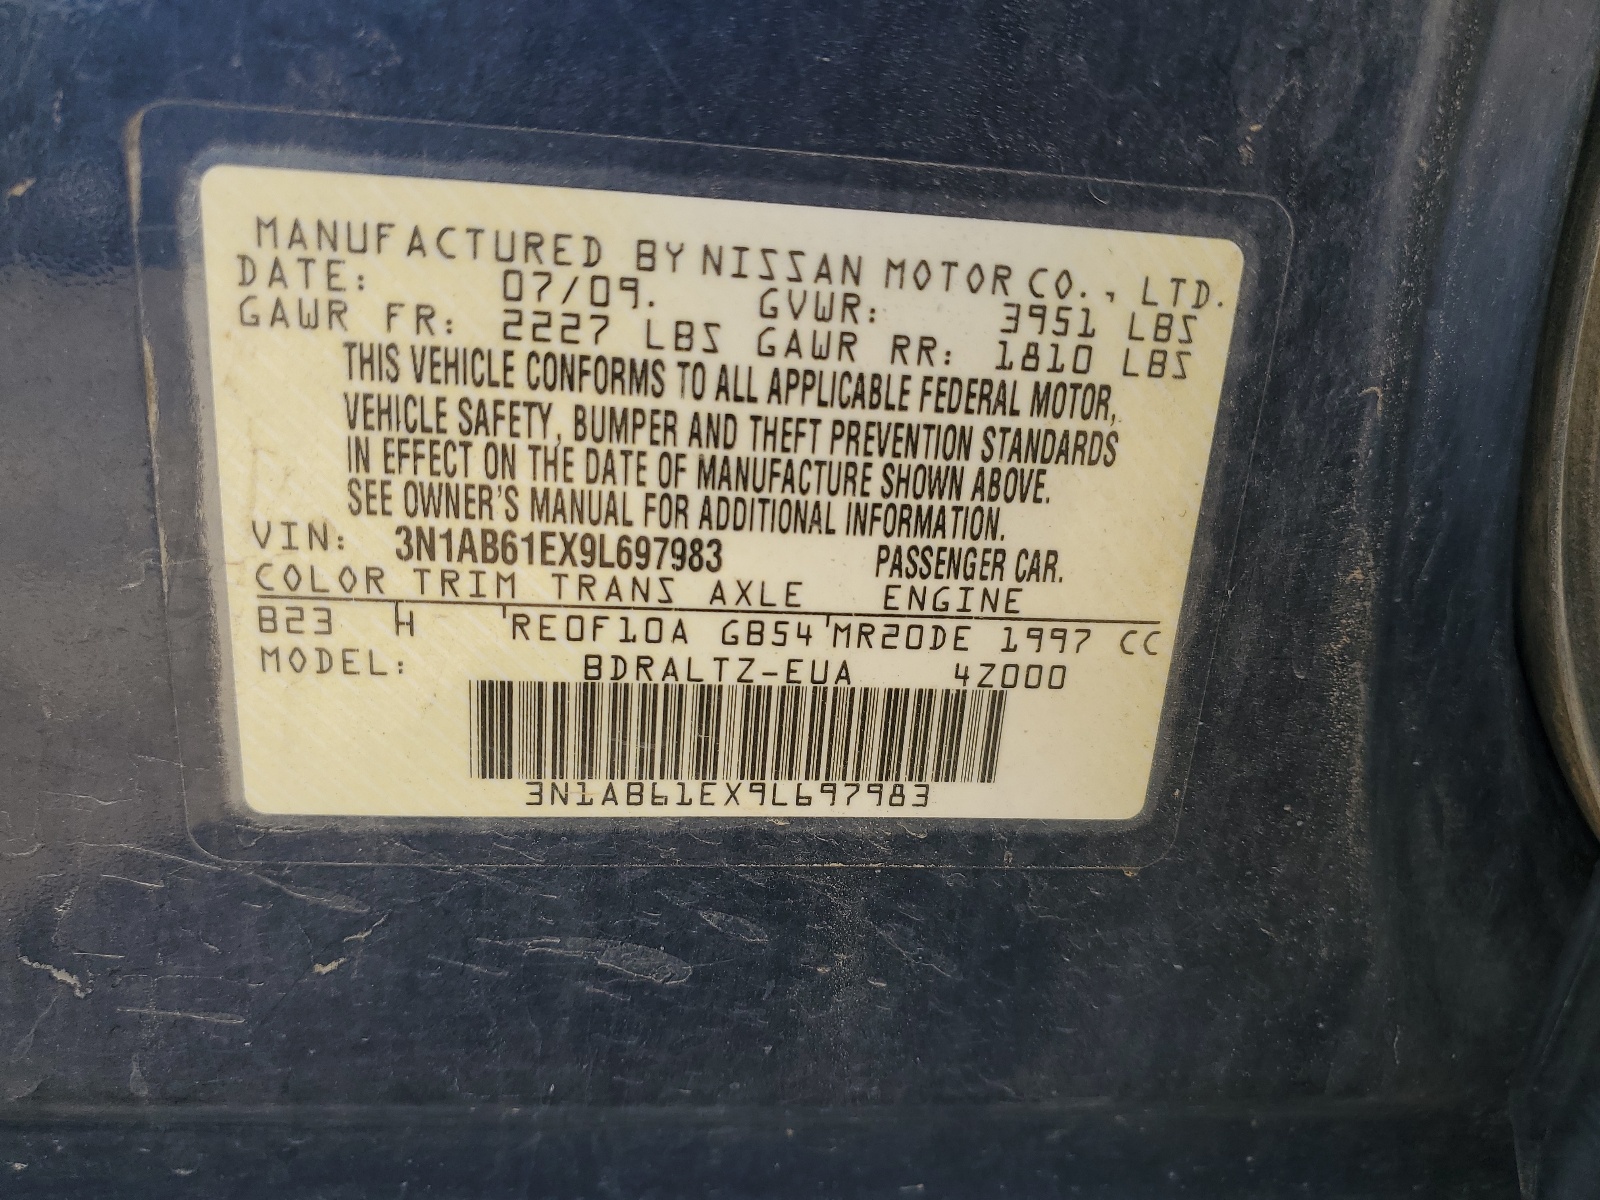 MANUFACTURED BY NISSAN MOTOR CO., LTD.
DATE: 07/09. GVWR: 3951 LBS
GAWR FR: 2227 LBS GAWR RR: 1810 LBS
THIS VEHICLE CONFORMS TO ALL APPLICABLE FEDERAL MOTOR,
VEHICLE SAFETY, BUMPER AND THEFT PREVENTION STANDARDS
IN EFFECT ON THE DATE OF MANUFACTURE SHOWN ABOVE.
SEE OWNER'S MANUAL FOR ADDITIONAL INFORMATION.
VIN: 3N1AB61EX9L697983 PASSENGER CAR.
COLOR TRIM TRANS AXLE ENGINE
B23 H RE0F10A GB54 MR20DE 1997 CC
MODEL: BDRALTZ-EUA 4Z000
3N1AB61EX9L697983